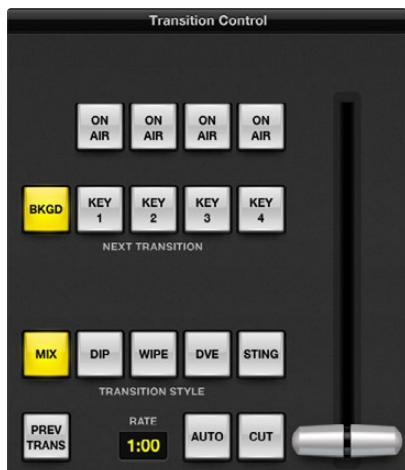 Transition Control
ON ON ON ON
AIR AIR AIR AIR
BKGD KEY KEY KEY KEY
1 2 3 4
NEXT TRANSITION
MIX DIP WIPE DVE STING
TRANSITION STYLE
PREV RATE AUTO CUT
TRANS 1:00